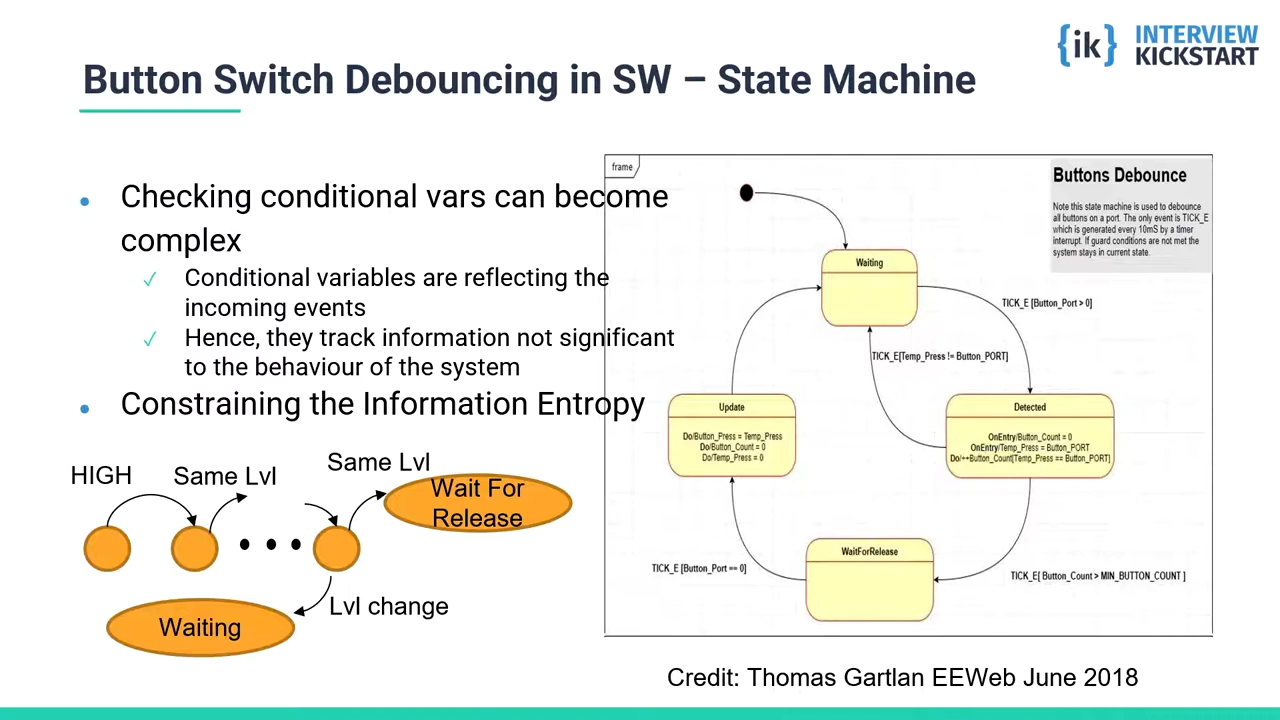 {ik} INTERVIEW
KICKSTART
Button Switch Debouncing in SW – State Machine
• Checking conditional vars can become
complex
✓ Conditional variables are reflecting the
incoming events
✓ Hence, they track information not significant
to the behaviour of the system
• Constraining the Information Entropy
HIGH
Same Lvl
Same Lvl
Wait For
Release
Lvl change
Waiting
frame
Buttons Debounce
Note this state machine is used to debounce
all buttons on a port. The only event is TICK_E
which is generated every 10mS by a timer
interrupt. If guard conditions are not met the
system stays in current state.
Waiting
TICK_E [Button_Port > 0]
TICK_E[Temp_Press != Button_PORT]
Update
Do/Button_Press = Temp_Press
Do/Button_Count = 0
Do/Temp_Press = 0
Detected
OnEntry/Button_Count = 0
OnEntry/Temp_Press = Button_PORT
Do/++Button_Count[Temp_Press == Button_PORT]
WaitForRelease
TICK_E [Button_Port == 0]
TICK_E[ Button_Count > MIN_BUTTON_COUNT ]
Credit: Thomas Gartlan EEWeb June 2018